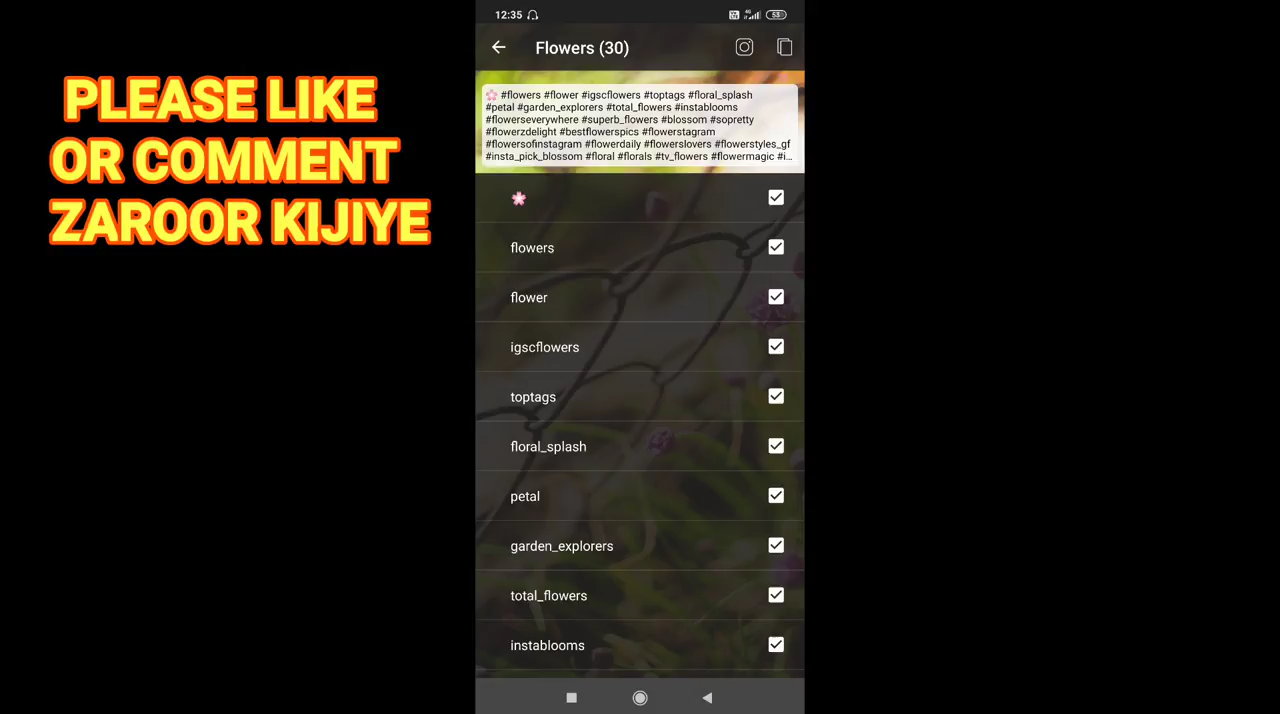 PLEASE LIKE
OR COMMENT
ZAROOR KIJIYE
12:35
4G
53
Flowers (30)
🌸 #flowers #flower #igscflowers #toptags #floral_splash
#petal #garden_explorers #total_flowers #instablooms
#flowerseverywhere #superb_flowers #blossom #sopretty
#flowerzdelight #bestflowerspics #flowerstagram
#flowersofinstagram #flowerdaily #flowerslovers #flowerstyles_gf
#insta_pick_blossom #floral #florals #tv_flowers #flowermagic #i...
🌸
flowers
flower
igscflowers
toptags
floral_splash
petal
garden_explorers
total_flowers
instablooms